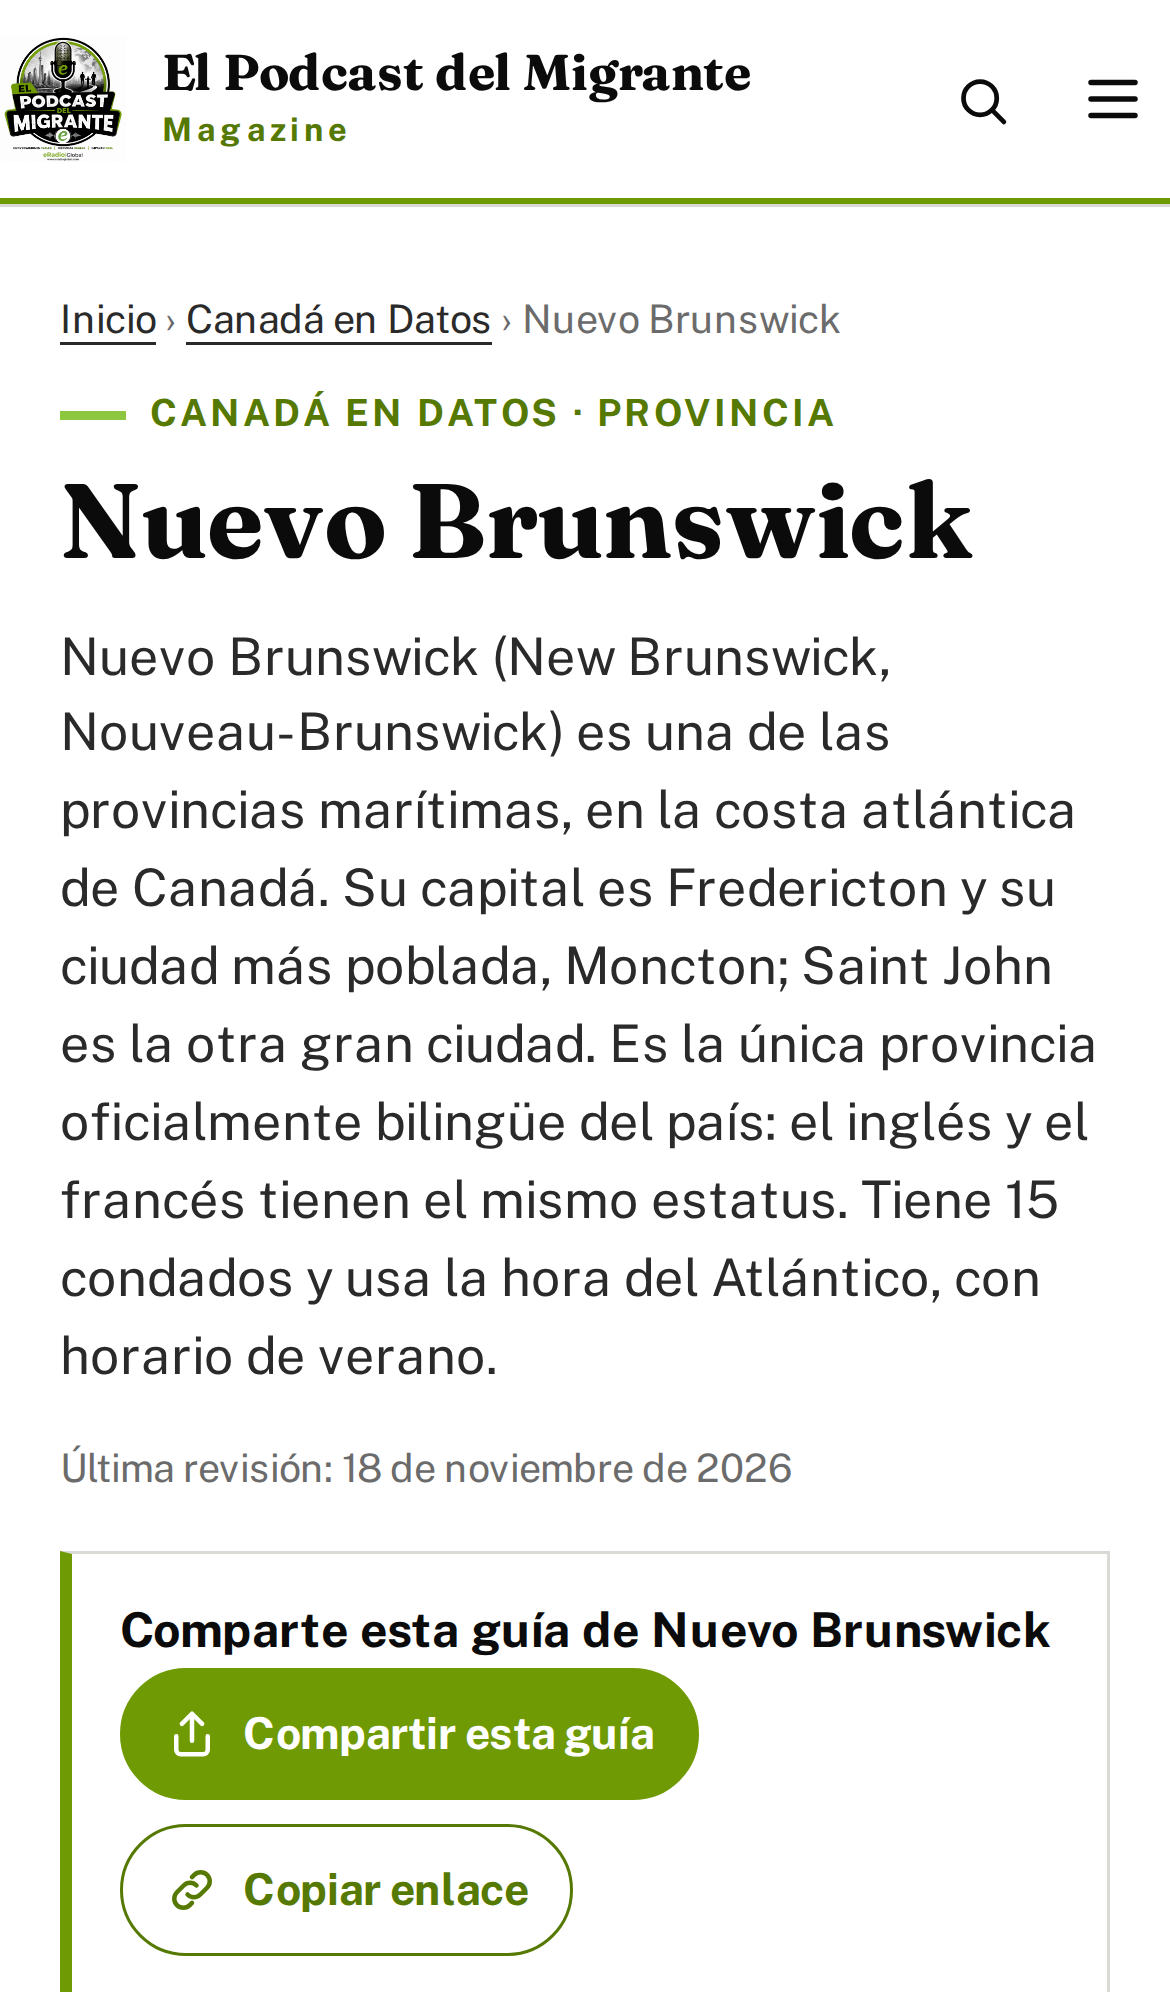 EL
PODCAST
DEL
MIGRANTE
eRadio Global
El Podcast del Migrante
Magazine
Inicio › Canadá en Datos › Nuevo Brunswick
CANADÁ EN DATOS · PROVINCIA
Nuevo Brunswick
Nuevo Brunswick (New Brunswick,
Nouveau-Brunswick) es una de las
provincias marítimas, en la costa atlántica
de Canadá. Su capital es Fredericton y su
ciudad más poblada, Moncton; Saint John
es la otra gran ciudad. Es la única provincia
oficialmente bilingüe del país: el inglés y el
francés tienen el mismo estatus. Tiene 15
condados y usa la hora del Atlántico, con
horario de verano.
Última revisión: 18 de noviembre de 2026
Comparte esta guía de Nuevo Brunswick
Compartir esta guía
Copiar enlace